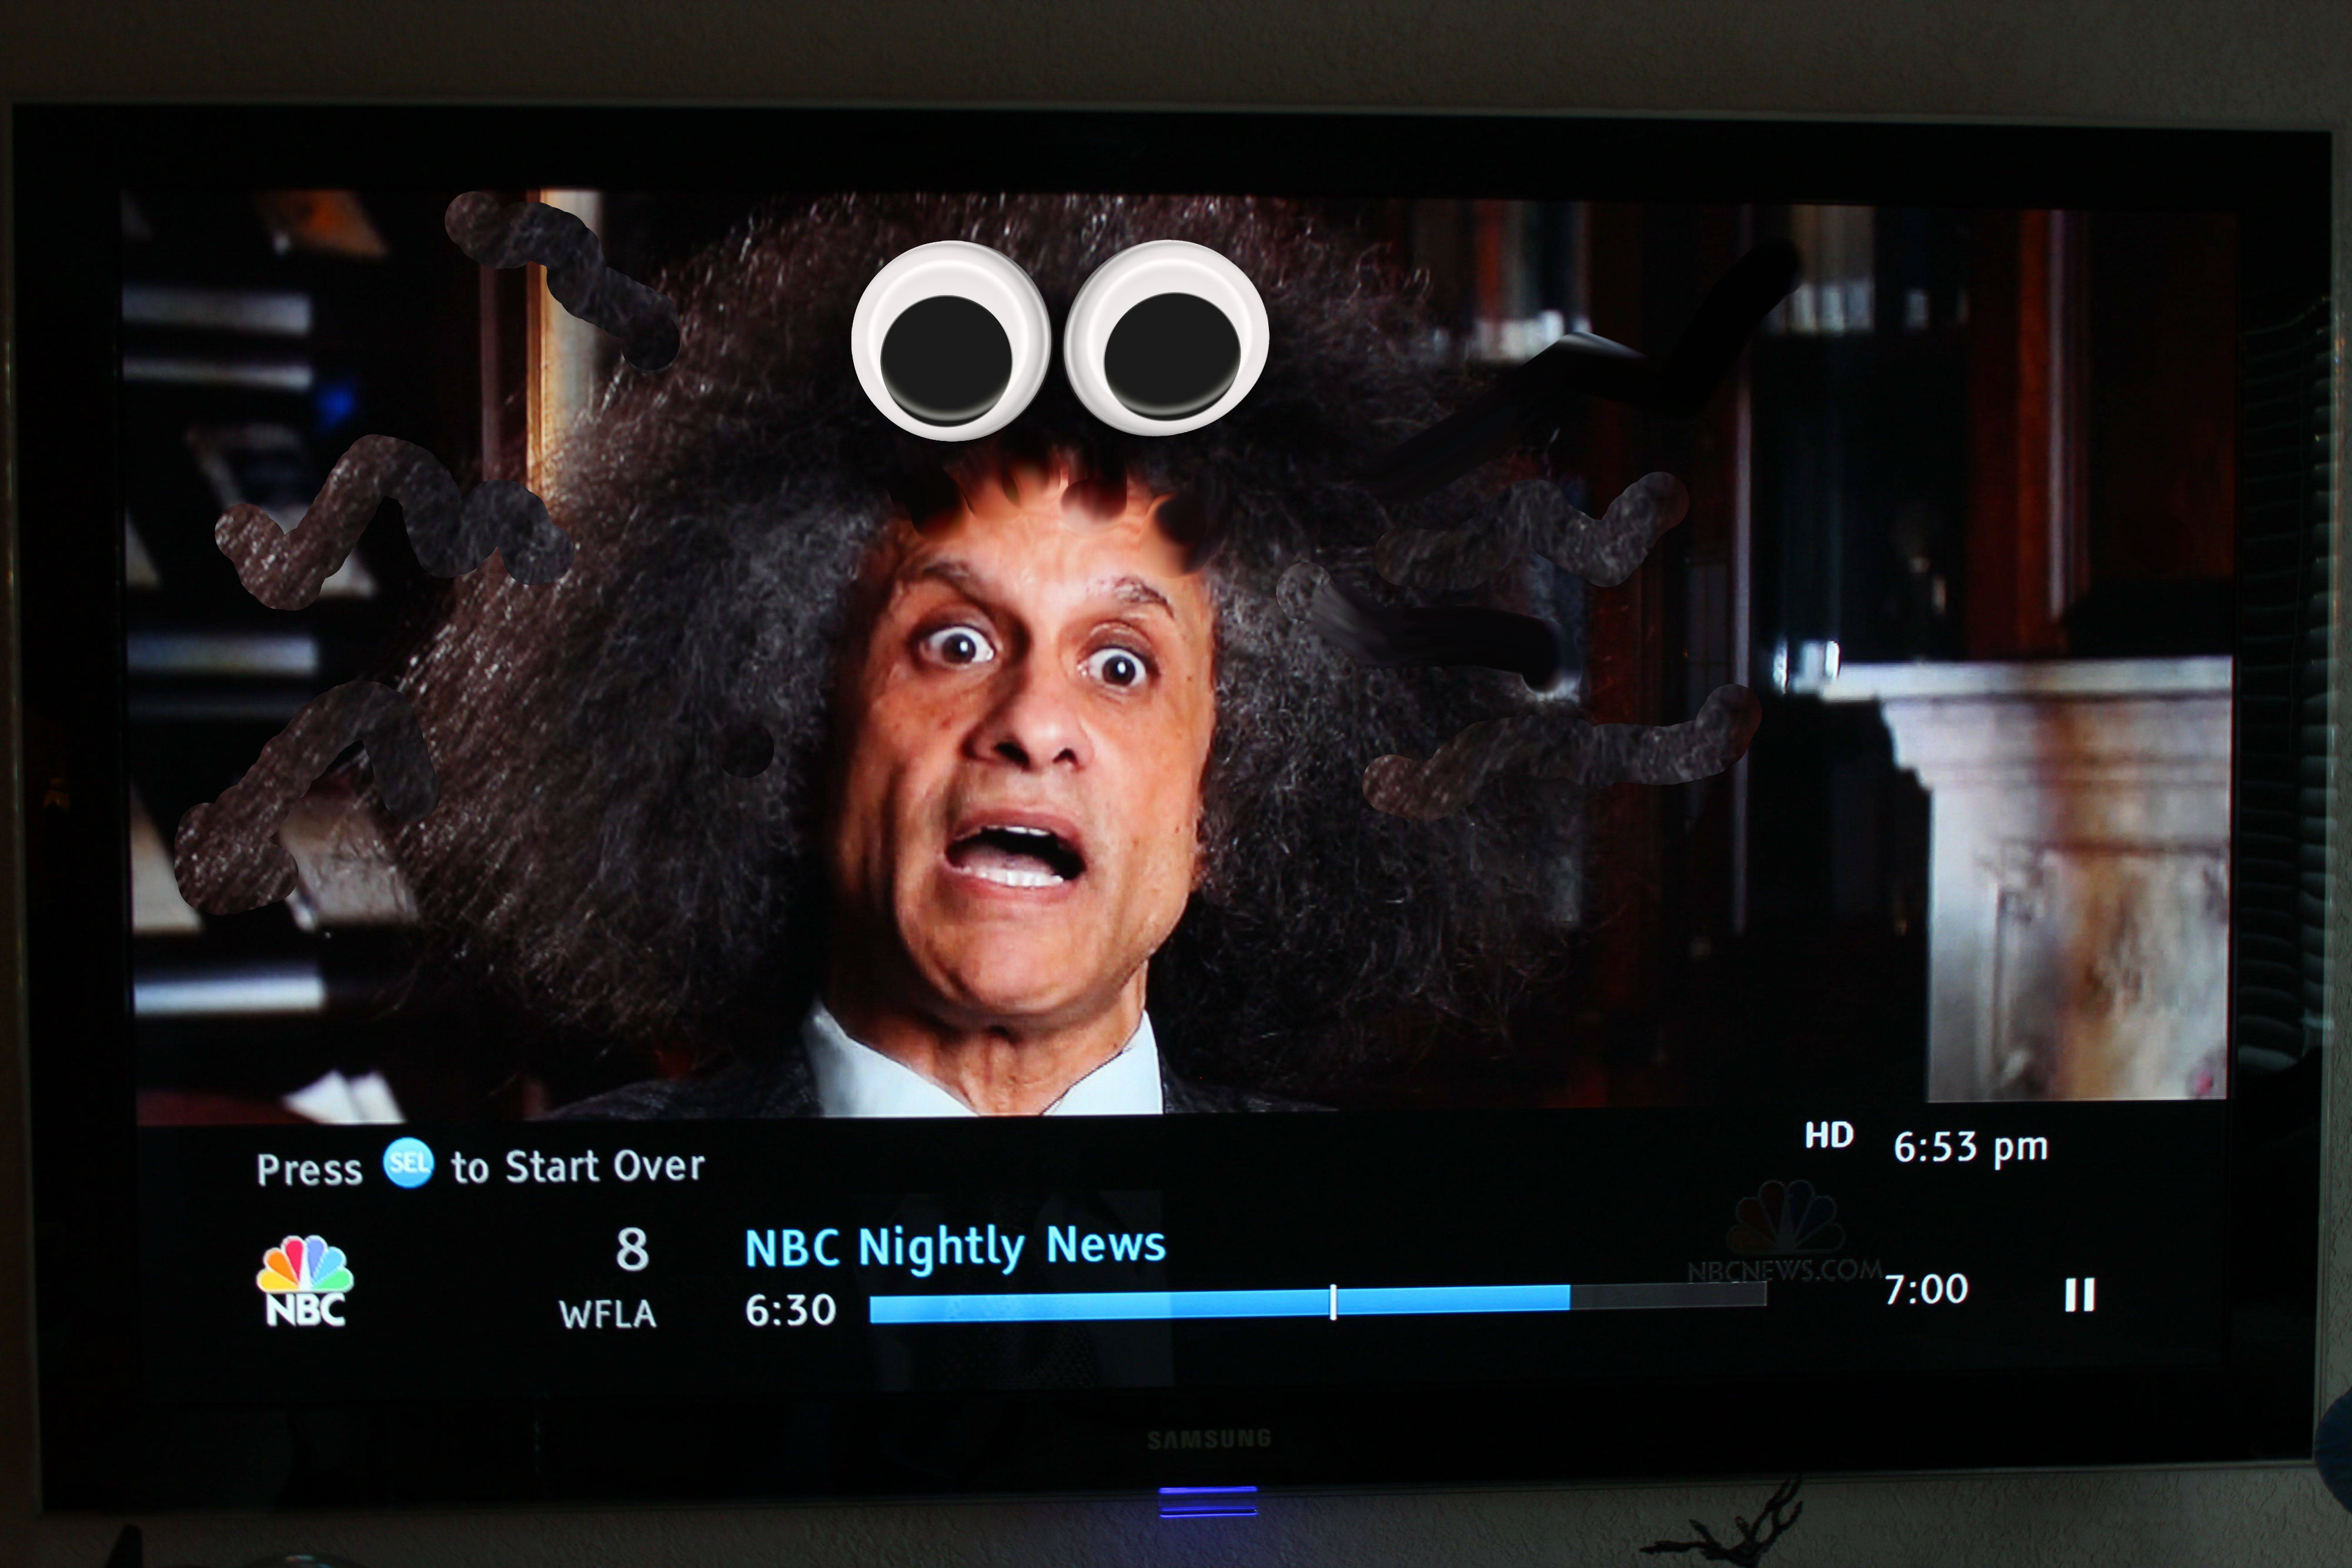 Press SEL to Start Over
HD 6:53 pm
NBC
8
WFLA
NBC Nightly News
6:30
NBCNEWS.COM
7:00
SAMSUNG